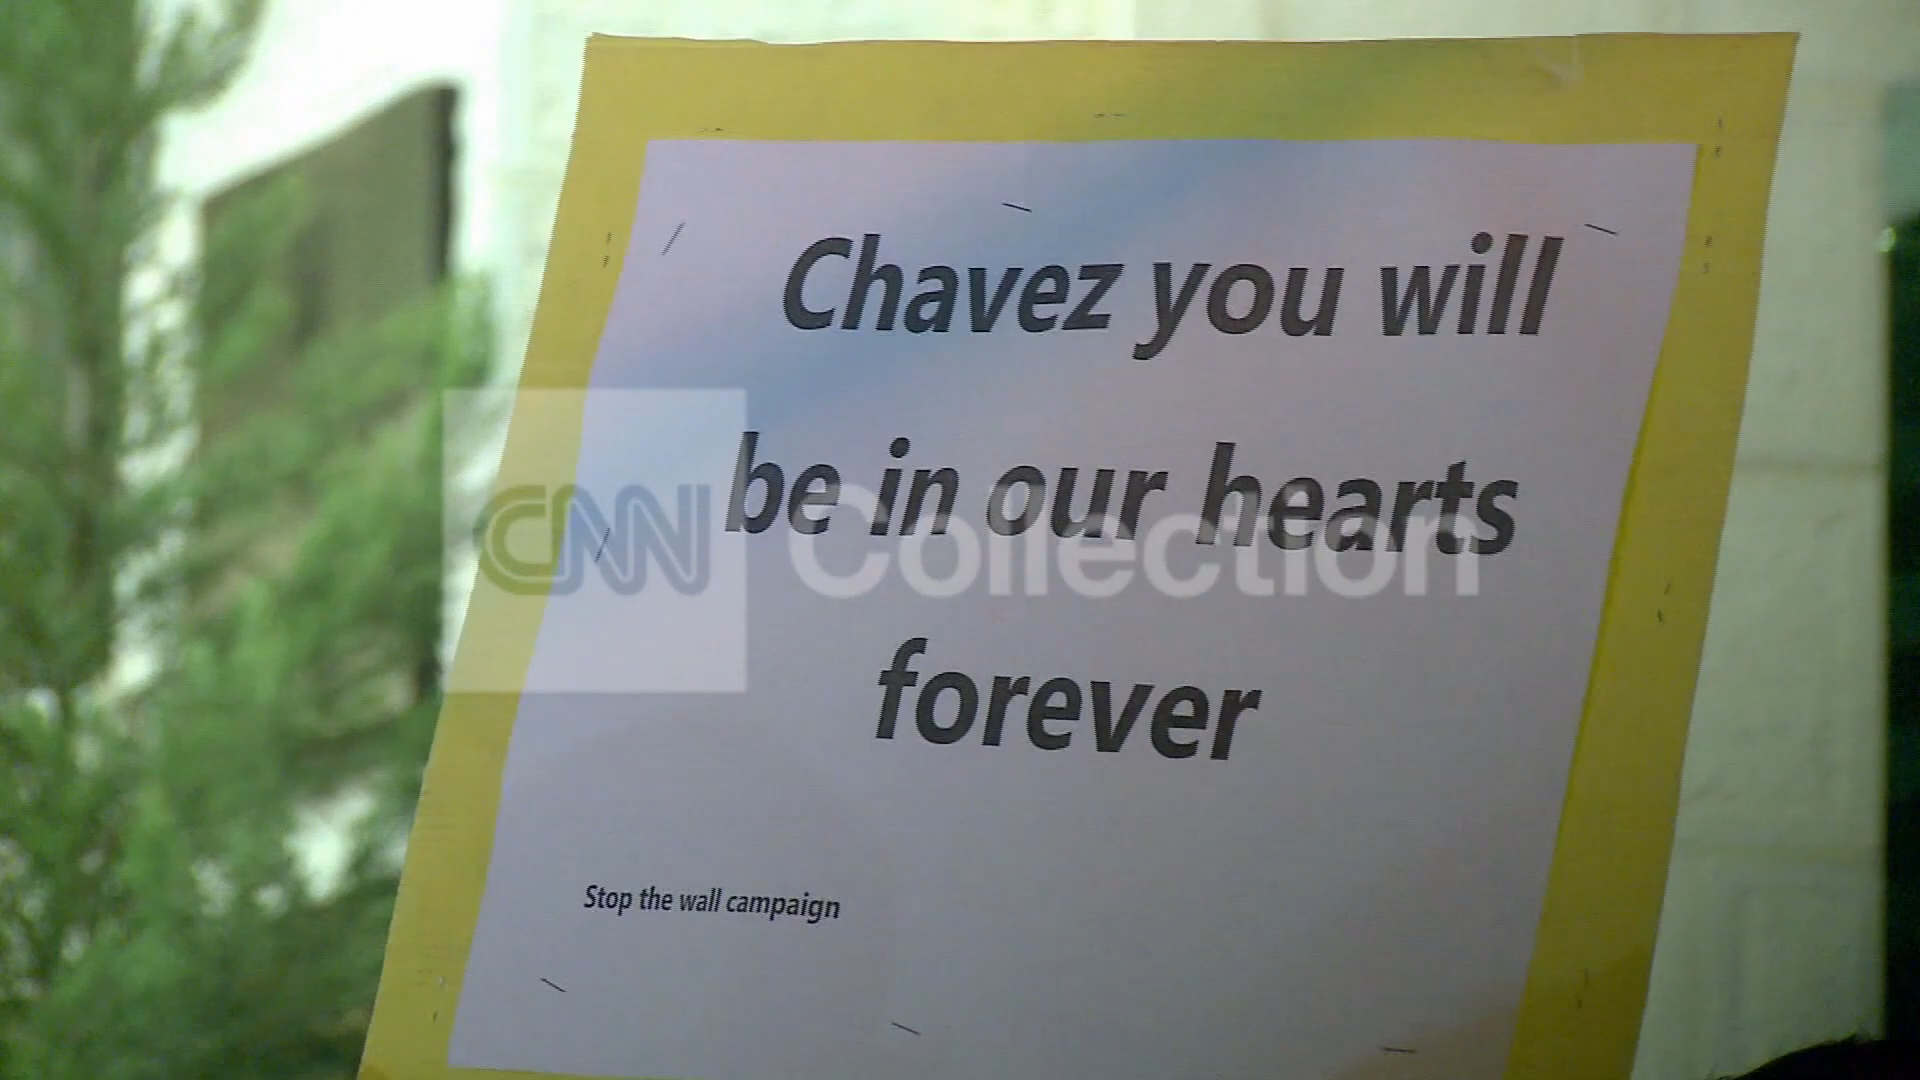 Chavez you will
be in our hearts
CNN Collection
forever
Stop the wall campaign